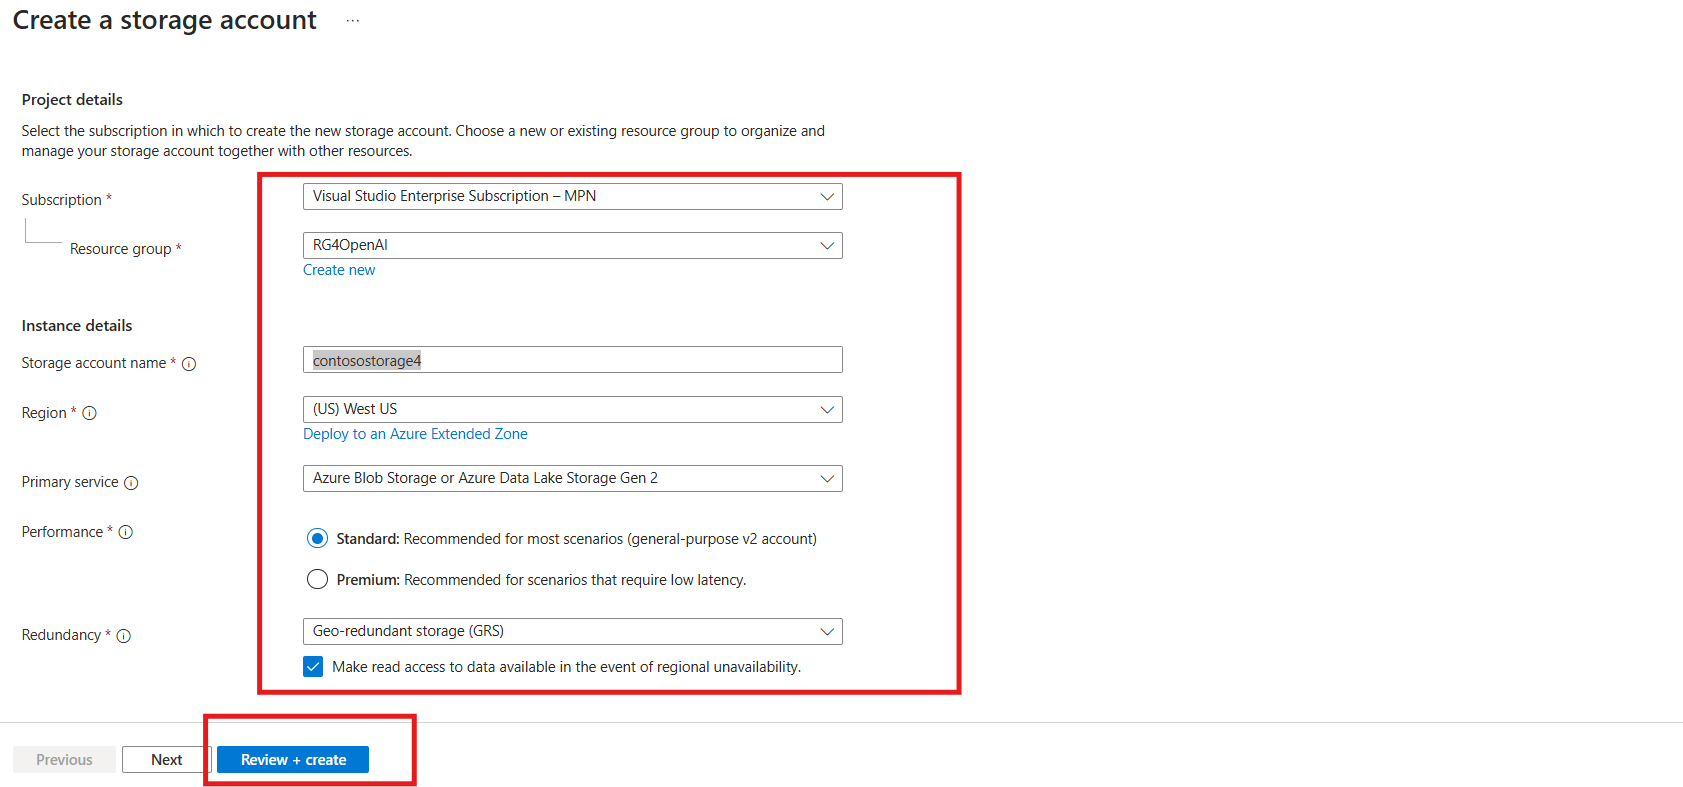 Create a storage account ...
Project details
Select the subscription in which to create the new storage account. Choose a new or existing resource group to organize and
manage your storage account together with other resources.
Subscription * Visual Studio Enterprise Subscription – MPN
Resource group * RG4OpenAI
Create new
Instance details
Storage account name * contosostorage4
Region * (US) West US
Deploy to an Azure Extended Zone
Primary service Azure Blob Storage or Azure Data Lake Storage Gen 2
Performance * Standard: Recommended for most scenarios (general-purpose v2 account)
Premium: Recommended for scenarios that require low latency.
Redundancy * Geo-redundant storage (GRS)
Make read access to data available in the event of regional unavailability.
Previous Next Review + create